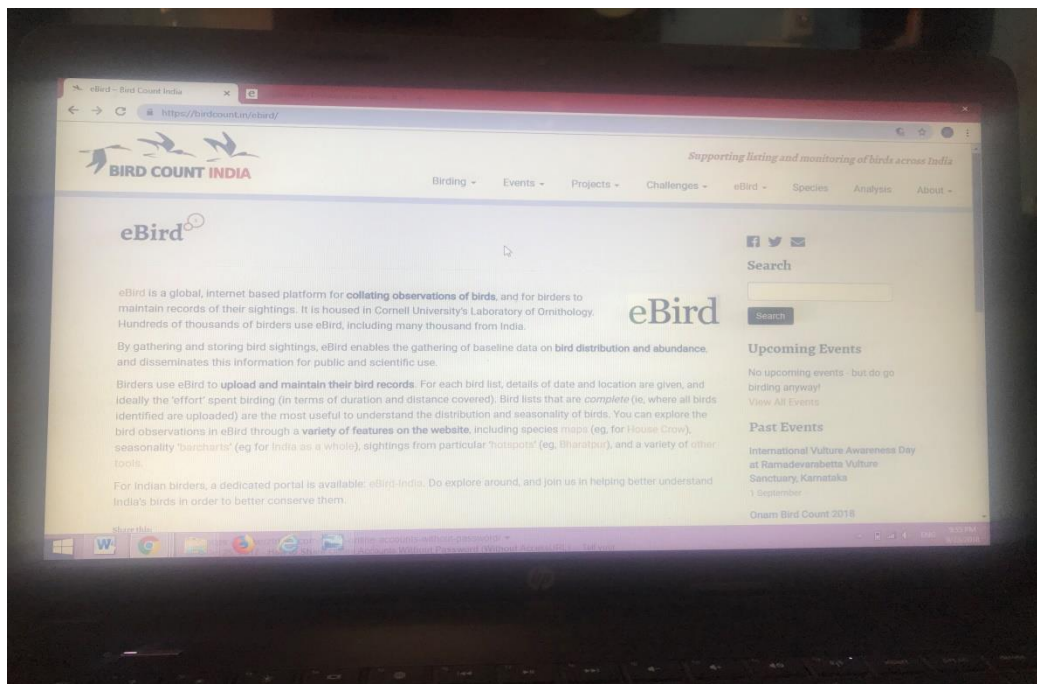 eBird – Bird Count India
https://birdcount.in/ebird/
BIRD COUNT INDIA
Supporting listing and monitoring of birds across India
Birding
Events
Projects
Challenges
eBird
Species
Analysis
About
eBird
eBird is a global, internet based platform for collating observations of birds, and for birders to
maintain records of their sightings. It is housed in Cornell University's Laboratory of Ornithology.
Hundreds of thousands of birders use eBird, including many thousand from India.
eBird
By gathering and storing bird sightings, eBird enables the gathering of baseline data on bird distribution and abundance,
and disseminates this information for public and scientific use.
Birders use eBird to upload and maintain their bird records. For each bird list, details of date and location are given, and
ideally the 'effort' spent birding (in terms of duration and distance covered). Bird lists that are complete (ie, where all birds
identified are uploaded) are the most useful to understand the distribution and seasonality of birds. You can explore the
bird observations in eBird through a variety of features on the website, including species maps (eg, for House Crow),
seasonality 'barcharts' (eg for India as a whole), sightings from particular 'hotspots' (eg, Bharatpur), and a variety of other
tools.
For Indian birders, a dedicated portal is available: eBird-India. Do explore around, and join us in helping better understand
India's birds in order to better conserve them.
Share this:
Search
Search
Upcoming Events
No upcoming events - but do go
birding anyway!
View All Events
Past Events
International Vulture Awareness Day
at Ramadevarabetta Vulture
Sanctuary, Karnataka
1 September
Onam Bird Count 2018
ENG
hp